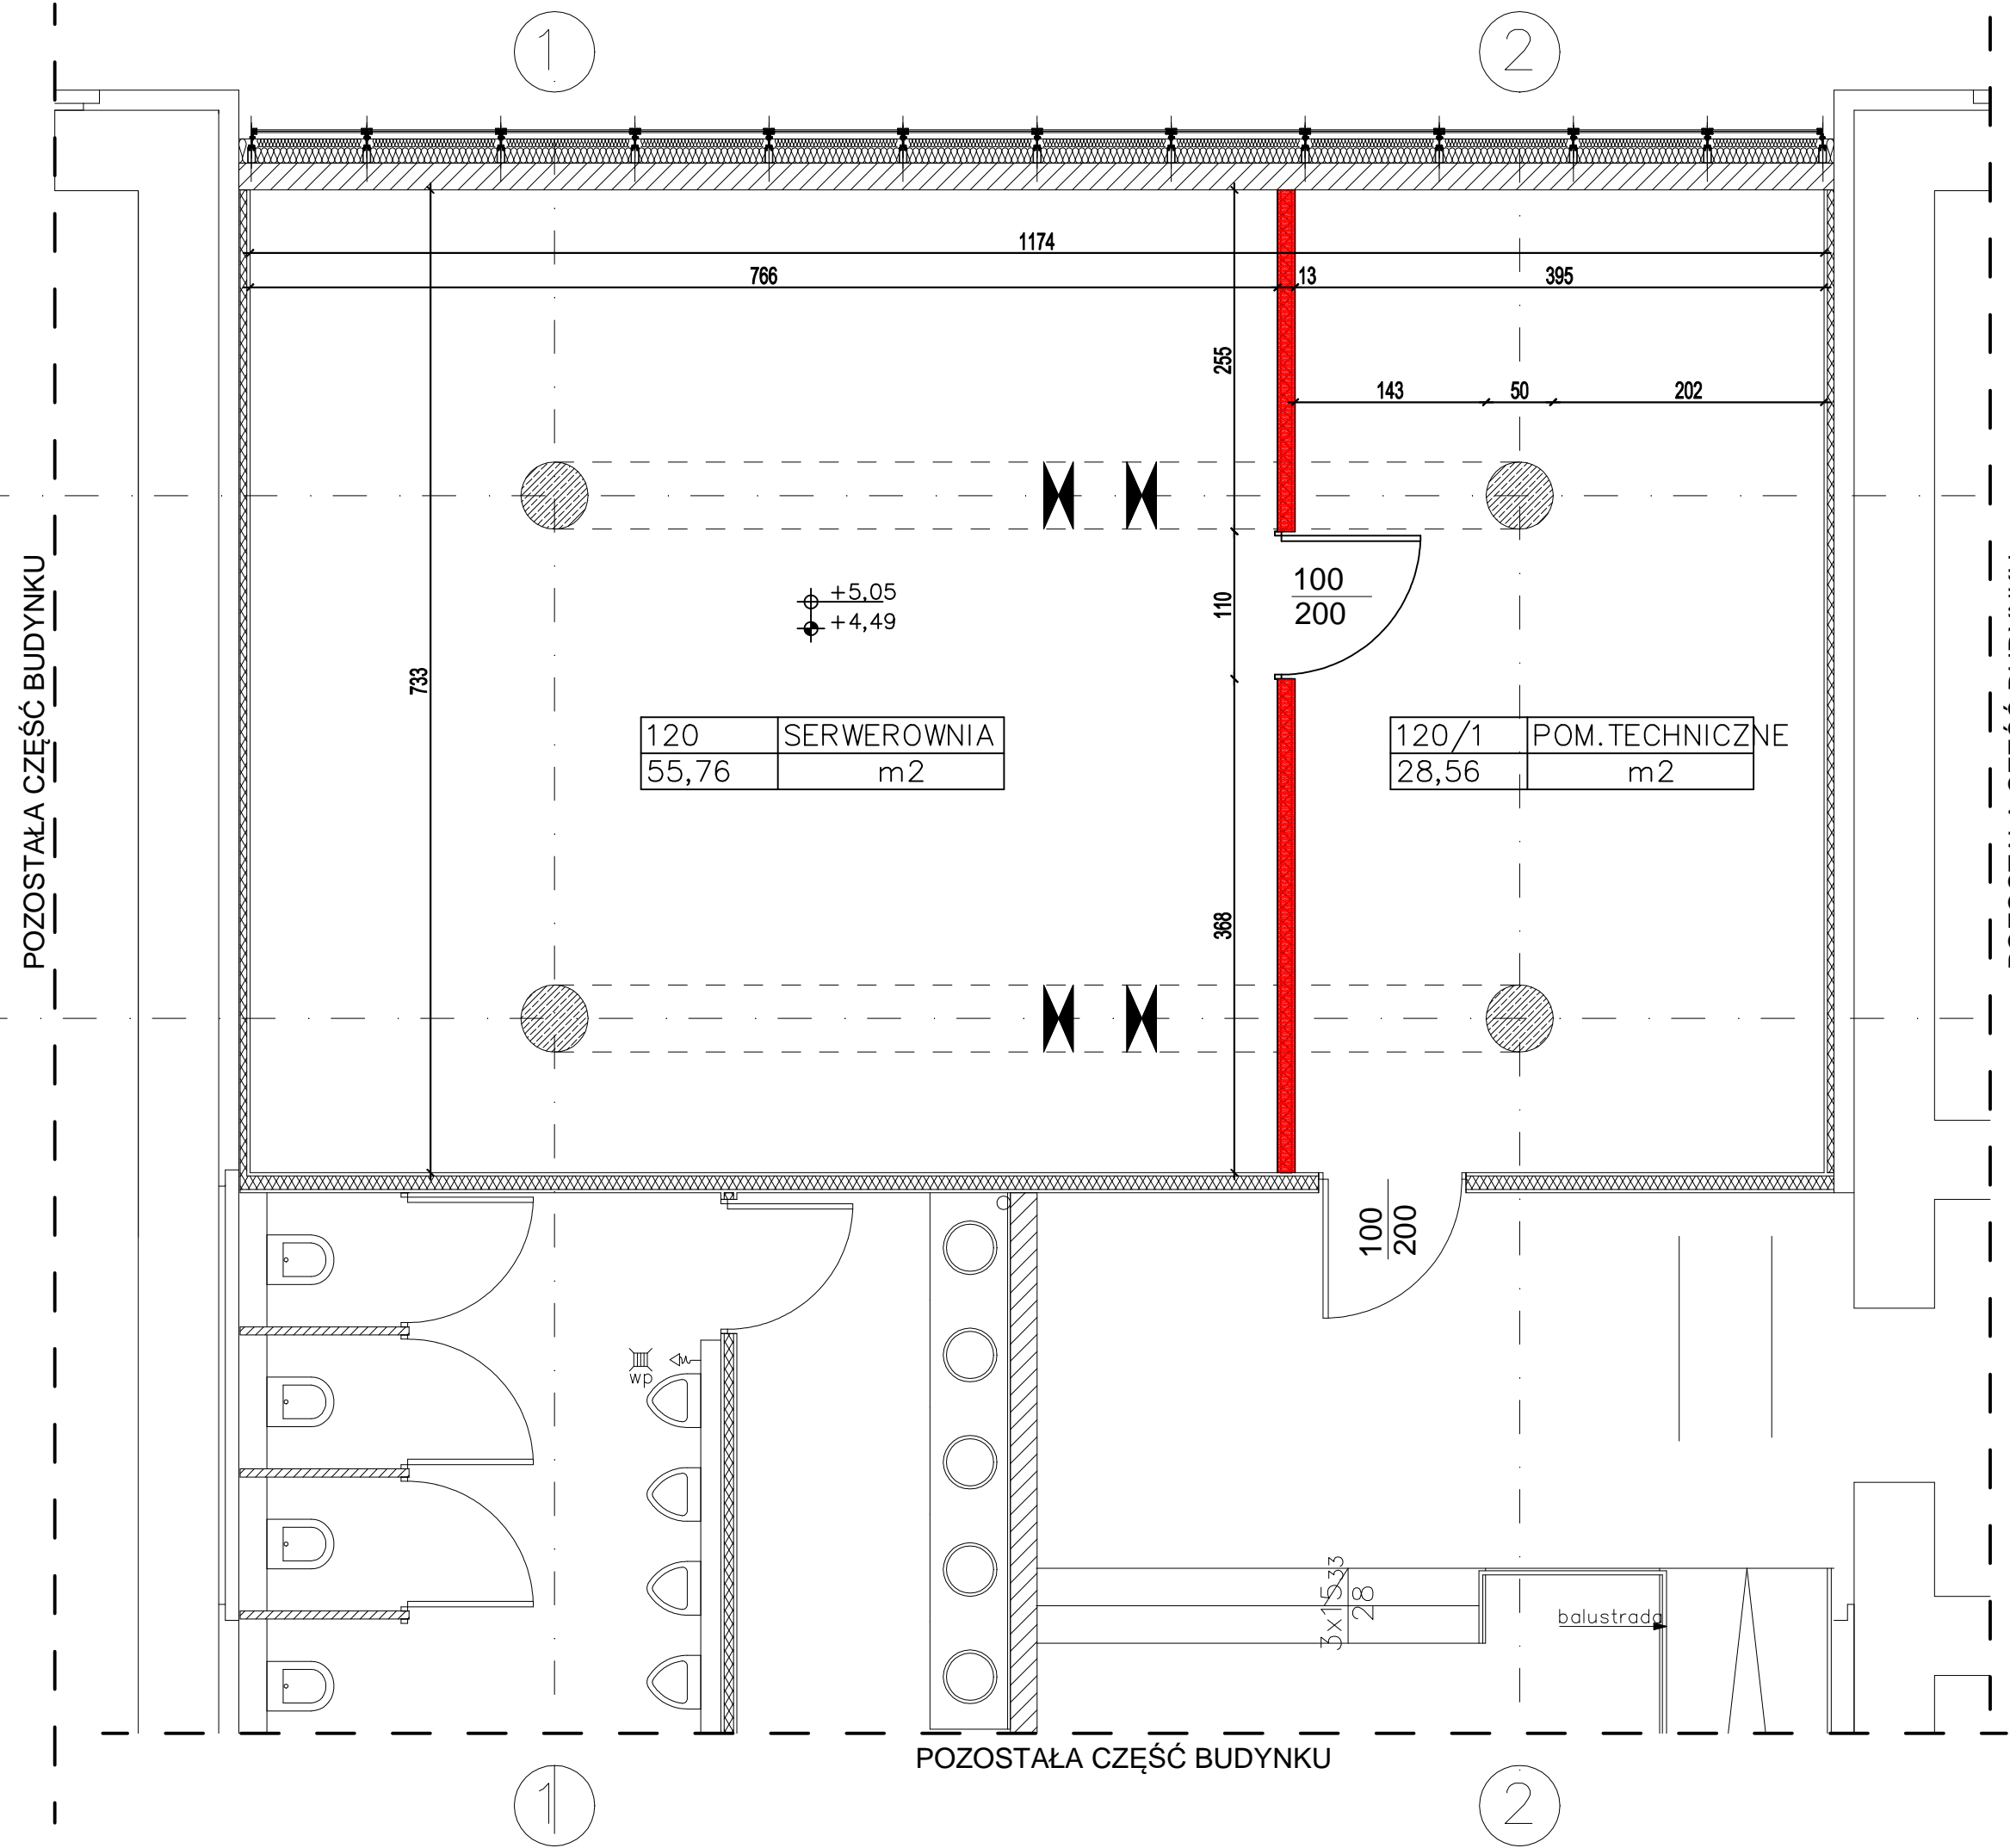 1
2
1174
766
13
395
255
143
50
202
100
200
+5,05
+4,49
110
733
POZOSTAŁA CZĘŚĆ BUDYNKU
120 SERWEROWNIA
55,76 m2
120/1 POM.TECHNICZNE
28,56 m2
368
100
200
wp
3x1533
28
balustrada
POZOSTAŁA CZĘŚĆ BUDYNKU
1
2